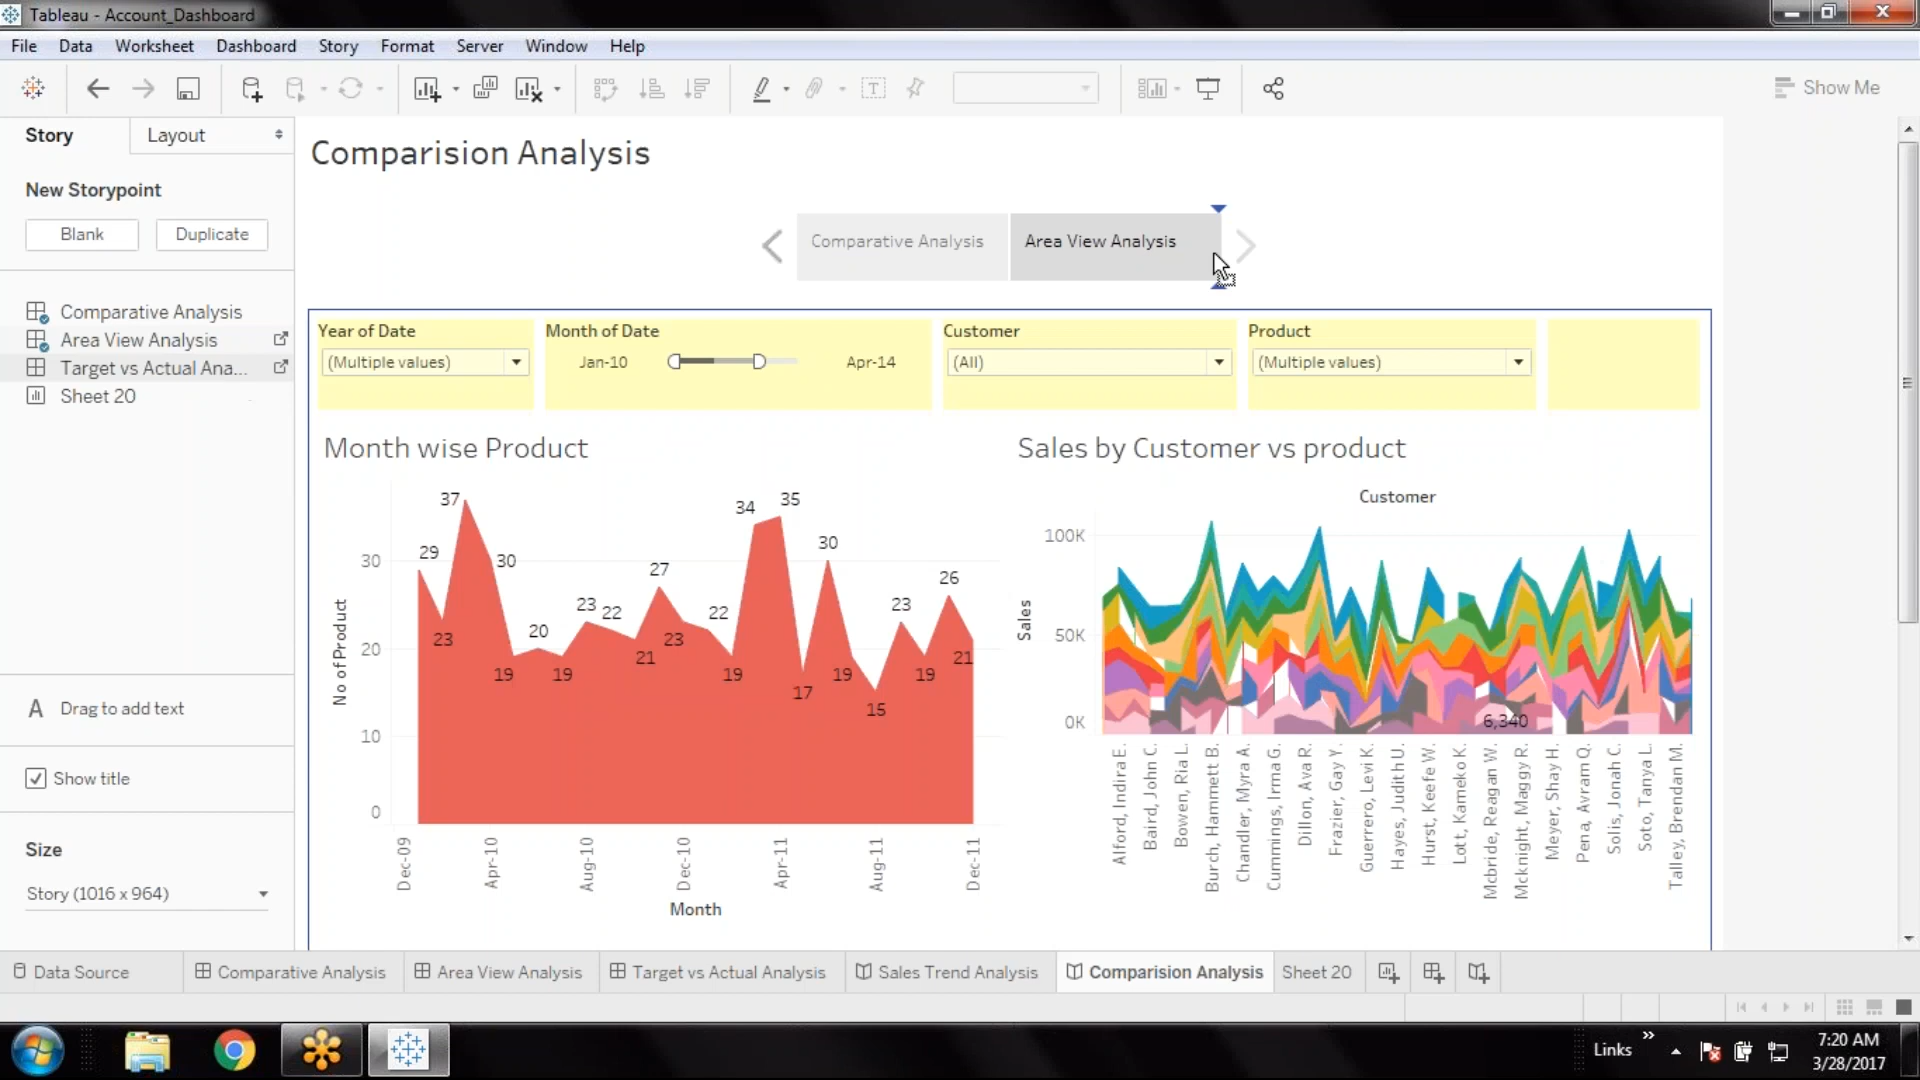 Tableau - Account_Dashboard
File Data Worksheet Dashboard Story Format Server Window Help
Show Me
Story Layout
New Storypoint
Blank Duplicate
Comparative Analysis
Area View Analysis
Target vs Actual Ana...
Sheet 20
A Drag to add text
Show title
Size
Story (1016 x 964)
Comparision Analysis
Comparative Analysis Area View Analysis
Year of Date Month of Date Customer Product
(Multiple values) Jan-10 Apr-14 (All) (Multiple values)
Month wise Product
No of Product
30
20
10
0
29
23
37
30
19
20
19
23
22
21
27
23
22
19
34
35
17
30
19
15
23
19
26
21
Dec-09
Apr-10
Aug-10
Dec-10
Apr-11
Aug-11
Dec-11
Month
Sales by Customer vs product
Customer
Sales
100K
50K
0K
6,340
Alford, Indira E.
Baird, John C.
Bowen, Ria L.
Burch, Hammett B.
Chandler, Myra A.
Cummings, Irma G.
Dillon, Ava R.
Frazier, Gay Y.
Guerrero, Levi K.
Hayes, Judith U.
Hurst, Keefe W.
Lott, Kameko K.
Mcbride, Reagan W.
Mcknight, Maggy R.
Meyer, Shay H.
Pena, Avram Q.
Solis, Jonah C.
Soto, Tanya L.
Talley, Brendan M.
Data Source Comparative Analysis Area View Analysis Target vs Actual Analysis Sales Trend Analysis Comparision Analysis Sheet 20
Links
7:20 AM
3/28/2017